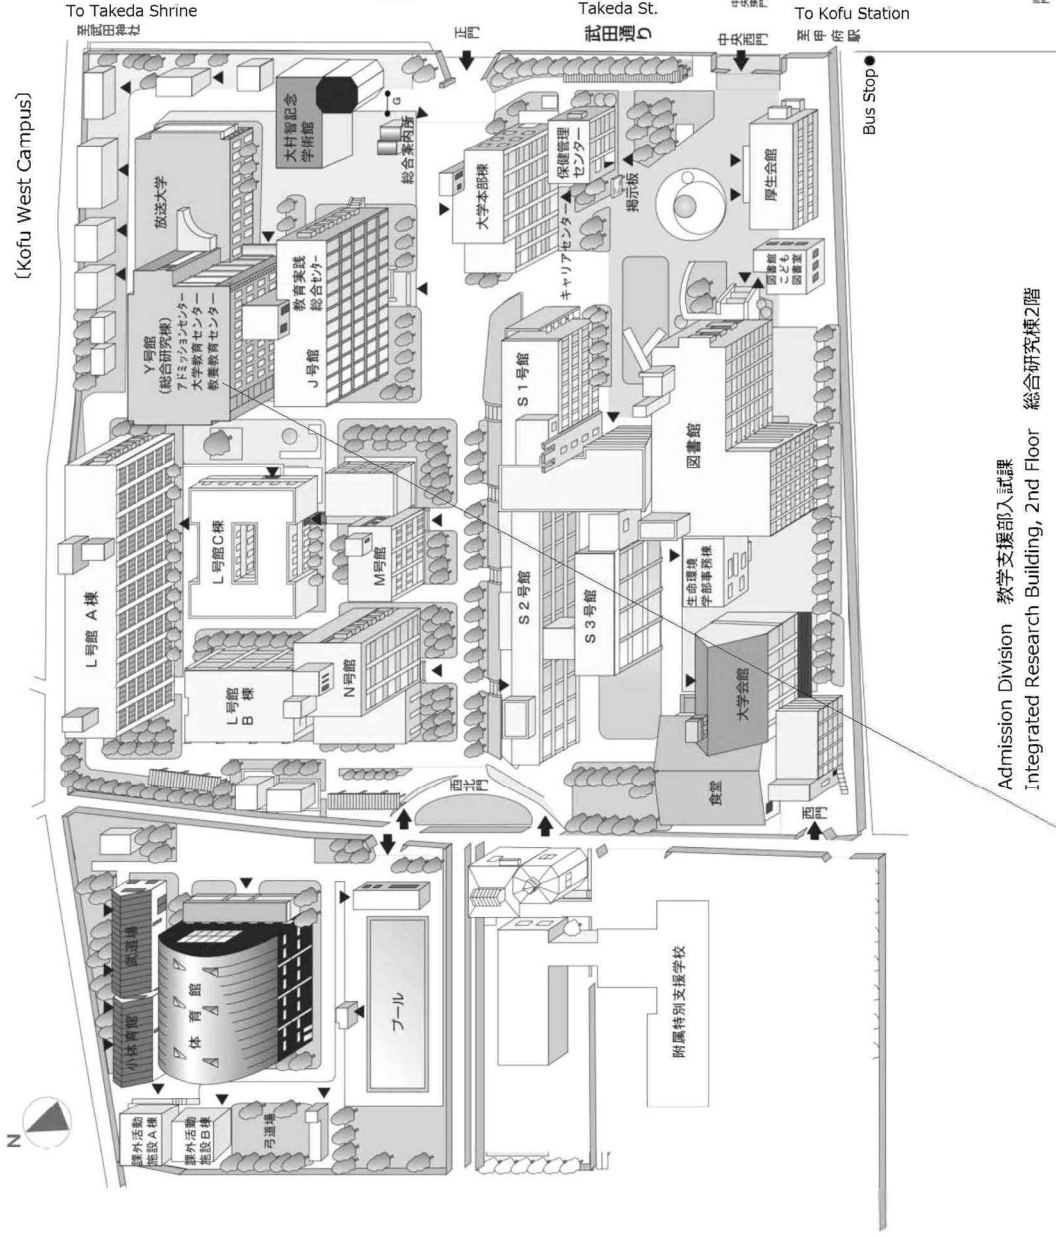 To Takeda Shrine
至武田神社
Takeda St.
武田通り
To Kofu Station
至甲府駅
(Kofu West Campus)
正門
中央西門
Bus Stop●
大村智記念
学術館
G
総合案内所
放送大学
大学本部棟
保健管理
センター
キャリアセンター
掲示板
厚生会館
図書館
こども
図書室
Y号館
(総合研究棟)
アドミッションセンター
大学教育センター
教養教育センター
教育実践
総合センター
J号館
S1号館
図書館
L号館 A棟
L号館C棟
M号館
L号館
B 棟
N号館
S2号館
S3号館
生命環境
学部事務棟
大学会館
食堂
西北門
西門
武道場
小体育館
体育館
プール
課外活動
施設A棟
課外活動
施設B棟
弓道場
附属特別支援学校
N
Admission Division 教学支援部入試課
Integrated Research Building, 2nd Floor 総合研究棟2階